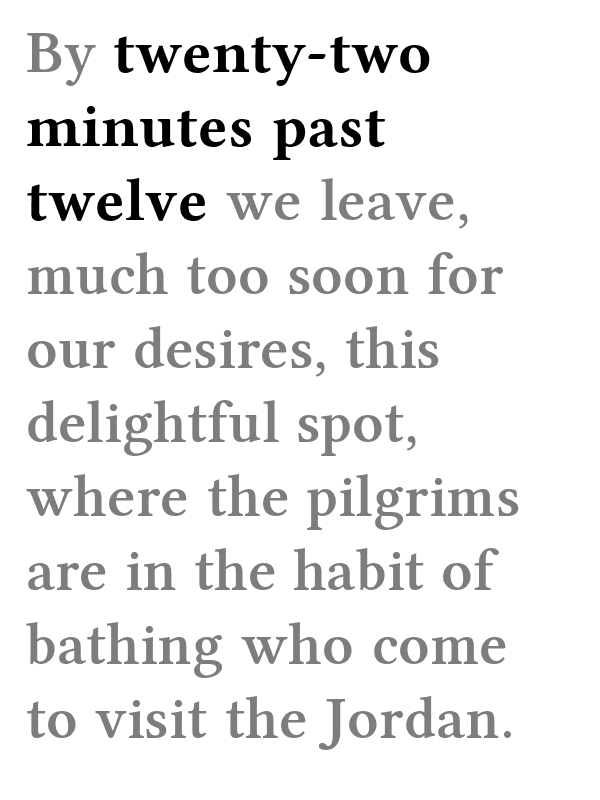 By twenty-two
minutes past
twelve we leave,
much too soon for
our desires, this
delightful spot,
where the pilgrims
are in the habit of
bathing who come
to visit the Jordan.